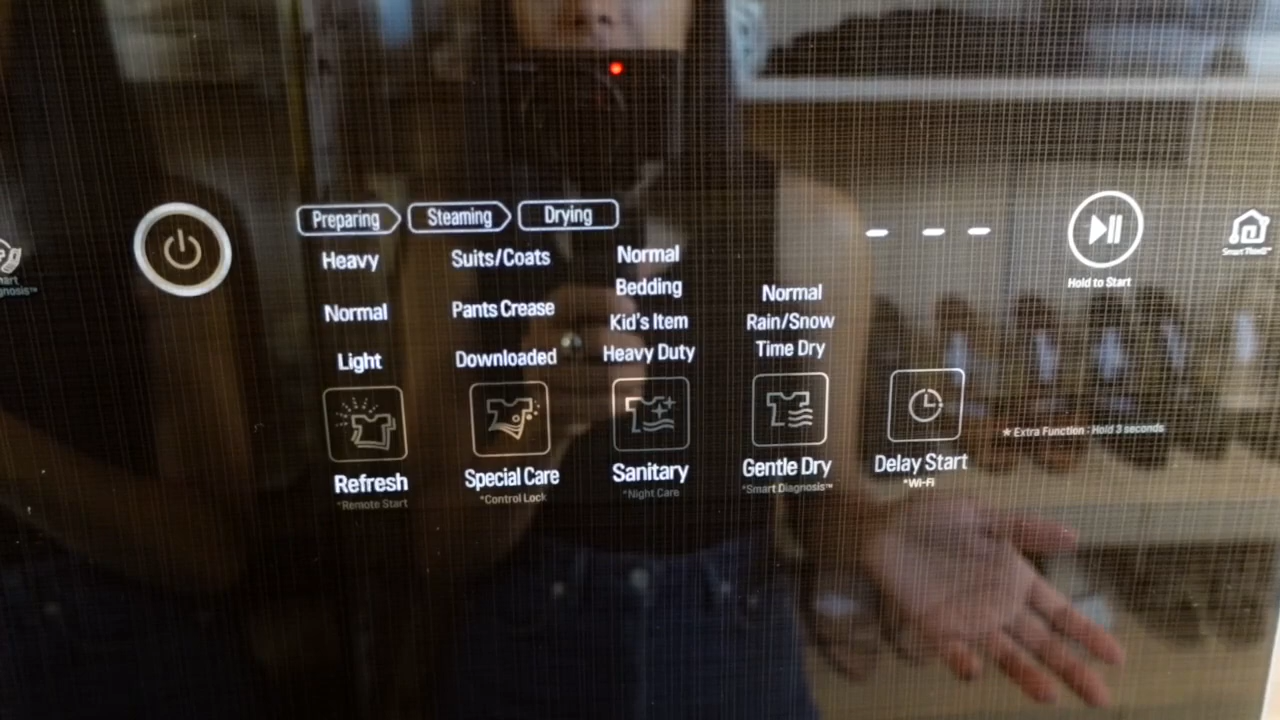 Preparing Steaming Drying
Heavy
Normal
Light
Refresh
*Remote Start
Suits/Coats
Pants Crease
Downloaded
Special Care
*Control Lock
Normal
Bedding
Kid's Item
Heavy Duty
Sanitary
*Night Care
Normal
Rain/Snow
Time Dry
Gentle Dry
*Smart Diagnosis™
Delay Start
*Wi-Fi
Hold to Start
* Extra Function : Hold 3 seconds
Smart ThinQ™